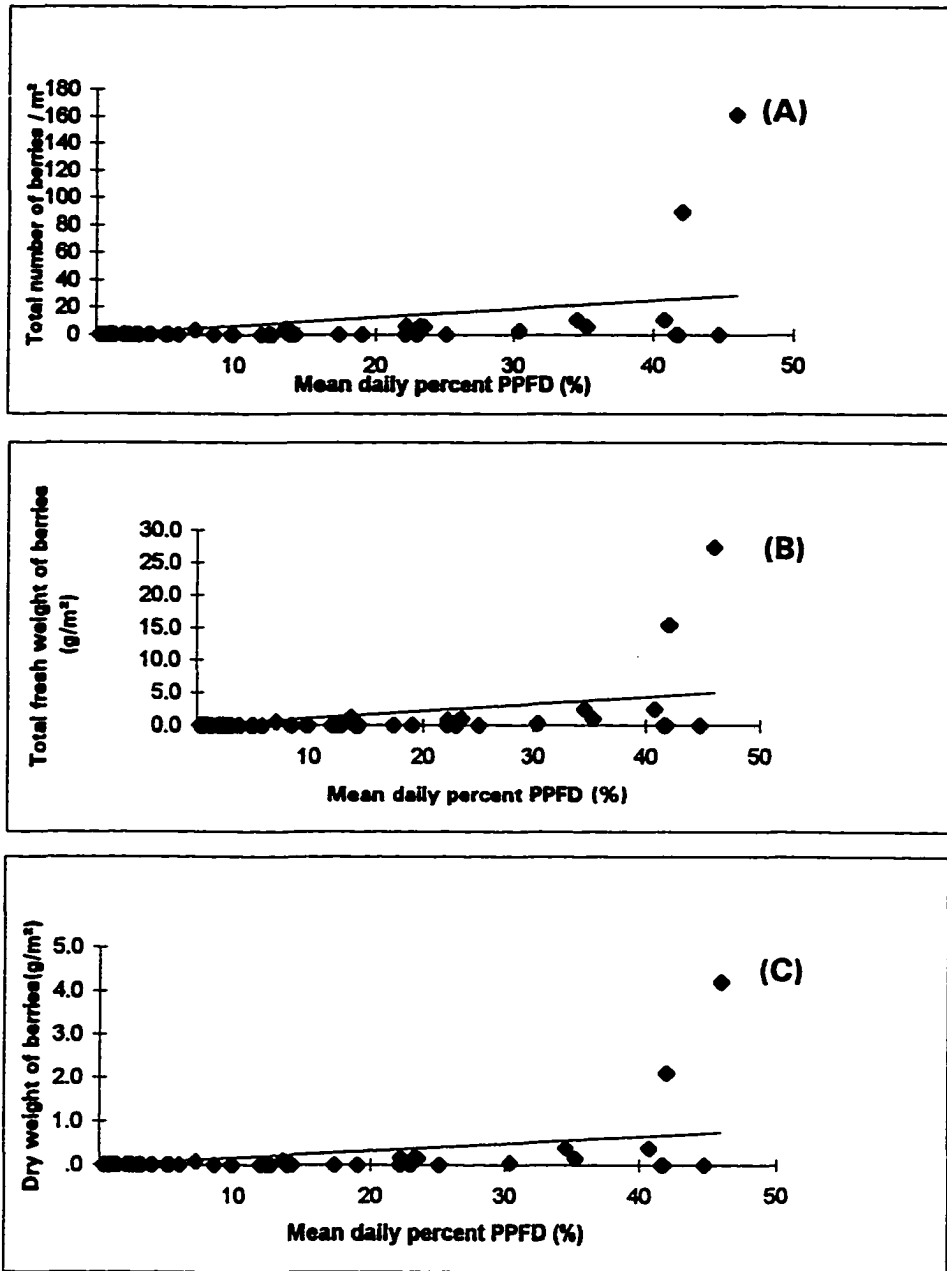 Total number of berries / m²
180
160
140
120
100
80
60
40
20
0
10 20 30 40 50
Mean daily percent PPFD (%)
(A)
Total fresh weight of berries
(g/m²)
30.0
25.0
20.0
15.0
10.0
5.0
0.0
10 20 30 40 50
Mean daily percent PPFD (%)
(B)
Dry weight of berries(g/m²)
5.0
4.0
3.0
2.0
1.0
.0
10 20 30 40 50
Mean daily percent PPFD (%)
(C)